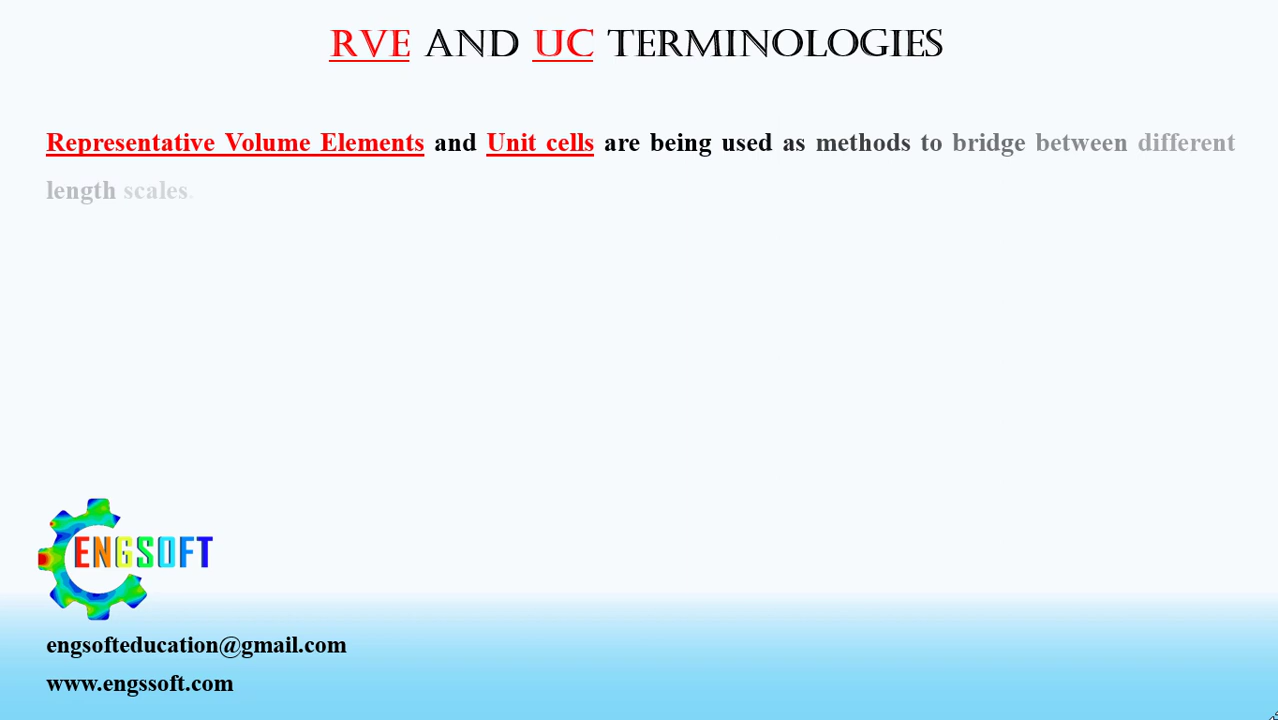 RVE AND UC TERMINOLOGIES
Representative Volume Elements and Unit cells are being used as methods to bridge between different
length scales.
ENGSOFT
engsofteducation@gmail.com
www.engssoft.com